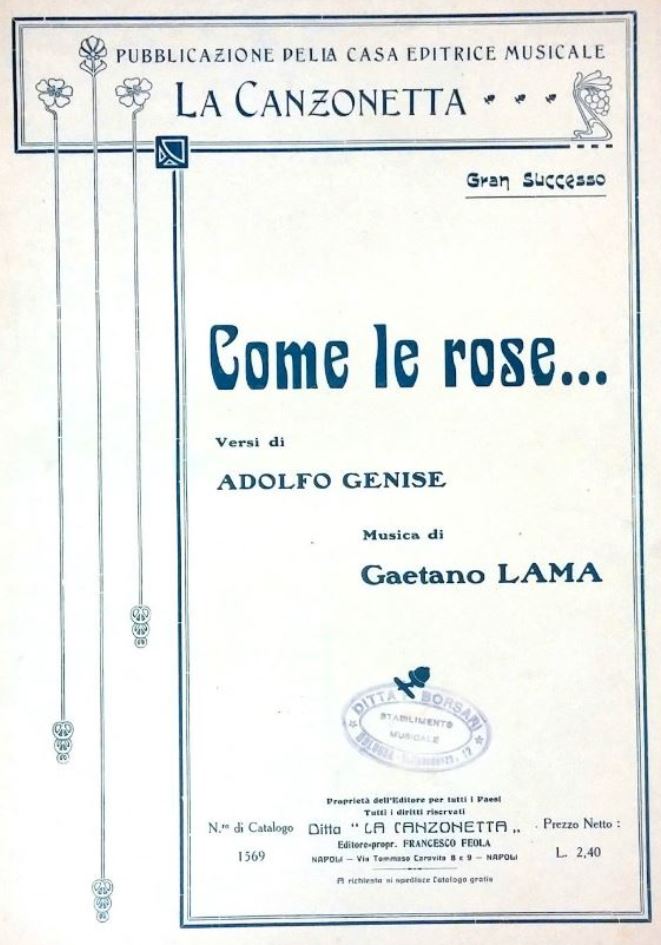 PUBBLICAZIONE DELLA CASA EDITRICE MUSICALE
LA CANZONETTA
Gran Successo
Come le rose...
Versi di
ADOLFO GENISE
Musica di
Gaetano LAMA
DITTA BORSARI
STABILIMENTO
MUSICALE
BOLOGNA
12
Proprietà dell'Editore per tutti i Paesi
Tutti i diritti riservati
N.ro di Catalogo
1569
Ditta "LA CANZONETTA„
Editore-propr. FRANCESCO FEOLA
NAPOLI — Via Tommaso Caravita 8 e 9 — NAPOLI
Prezzo Netto:
L. 2,40
A richiesta si spedisce Catalogo gratis